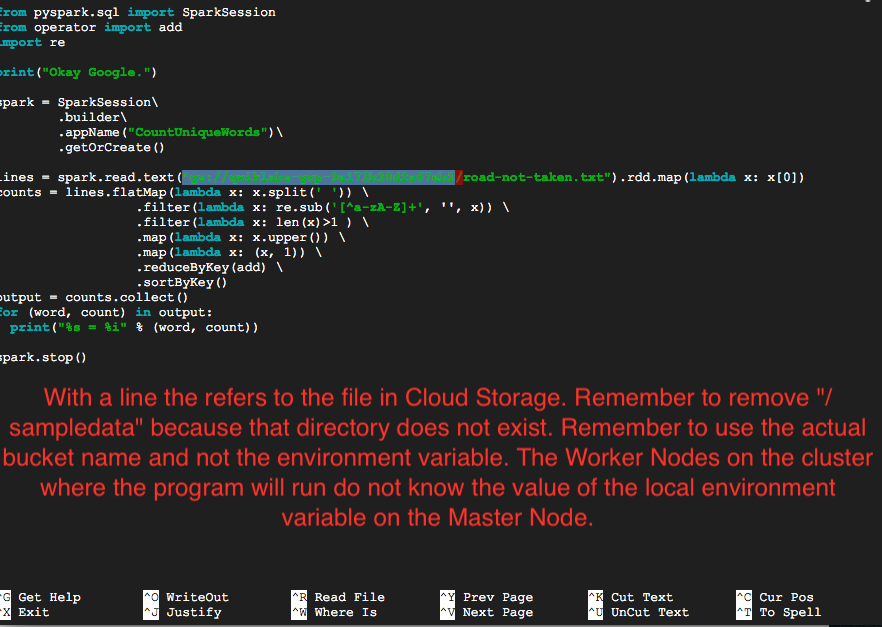 from pyspark.sql import SparkSession
from operator import add
import re
print("Okay Google.")
spark = SparkSession\
.builder\
.appName("CountUniqueWords")\
.getOrCreate()
lines = spark.read.text( /road-not-taken.txt").rdd.map(lambda x: x[0])
counts = lines.flatMap(lambda x: x.split(' ')) \
.filter(lambda x: re.sub('[^a-zA-Z]+', '', x)) \
.filter(lambda x: len(x)>1 ) \
.map(lambda x: x.upper()) \
.map(lambda x: (x, 1)) \
.reduceByKey(add) \
.sortByKey()
output = counts.collect()
for (word, count) in output:
print("%s = %i" % (word, count))
spark.stop()
With a line the refers to the file in Cloud Storage. Remember to remove "/
sampledata" because that directory does not exist. Remember to use the actual
bucket name and not the environment variable. The Worker Nodes on the cluster
where the program will run do not know the value of the local environment
variable on the Master Node.
^G Get Help ^O WriteOut ^R Read File ^Y Prev Page ^K Cut Text ^C Cur Pos
^X Exit ^J Justify ^W Where Is ^V Next Page ^U UnCut Text ^T To Spell